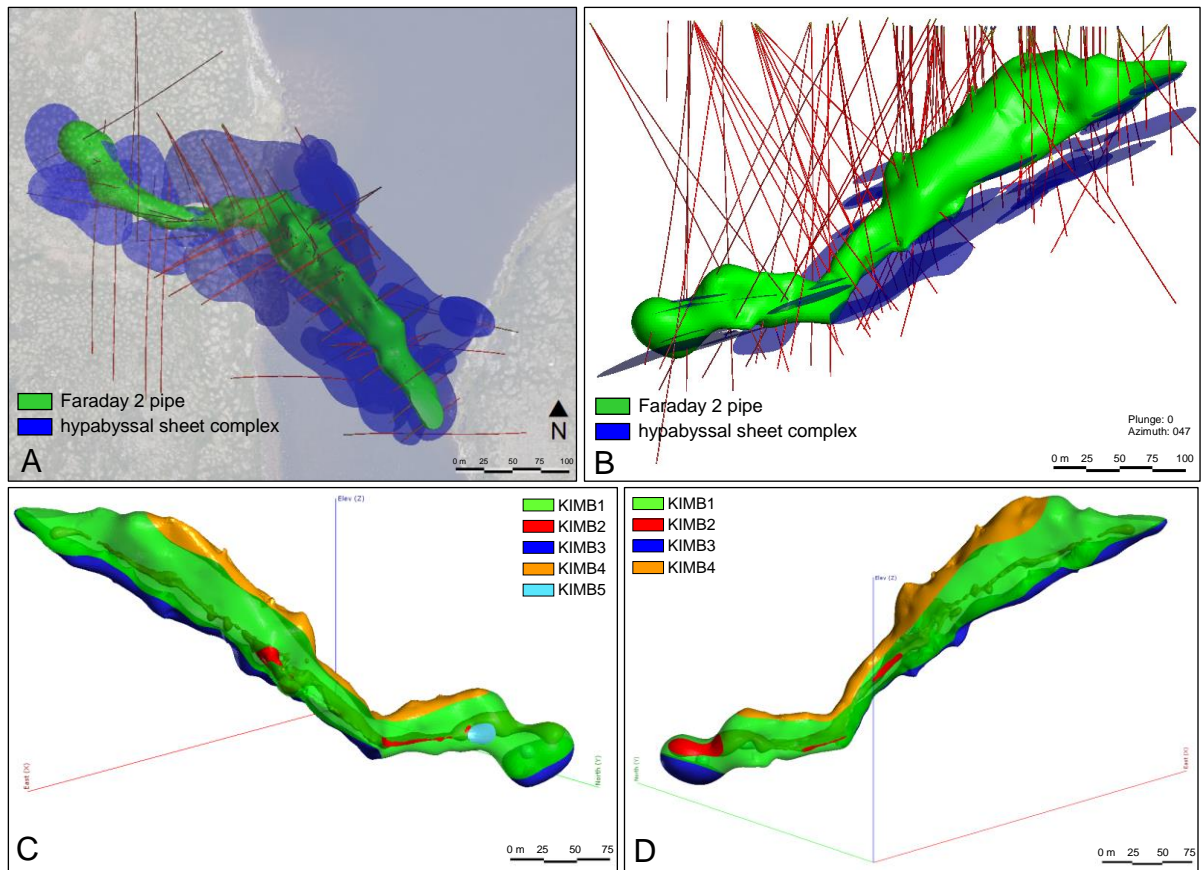 Faraday 2 pipe
hypabyssal sheet complex
N
A
0 m 25 50 75 100
Faraday 2 pipe
hypabyssal sheet complex
Plunge: 0
Azimuth: 047
B
0 m 25 50 75 100
Elev (Z)
KIMB1
KIMB2
KIMB3
KIMB4
KIMB5
East (X)
North (Y)
C
0 m 25 50 75
KIMB1
KIMB2
KIMB3
KIMB4
Elev (Z)
North (Y)
East (X)
D
0 m 25 50 75